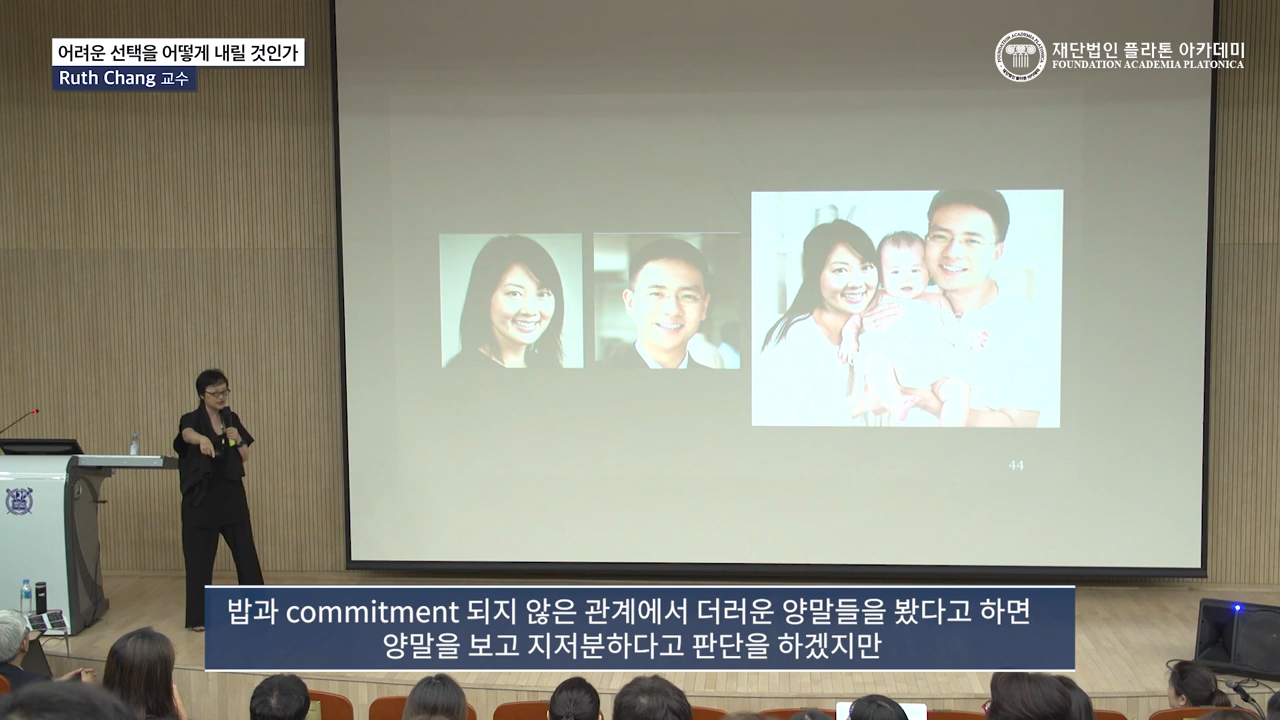 어려운 선택을 어떻게 내릴 것인가
Ruth Chang 교수
재단법인 플라톤 아카데미
FOUNDATION ACADEMIA PLATONICA
44
밥과 commitment 되지 않은 관계에서 더러운 양말들을 봤다고 하면
양말을 보고 지저분하다고 판단을 하겠지만